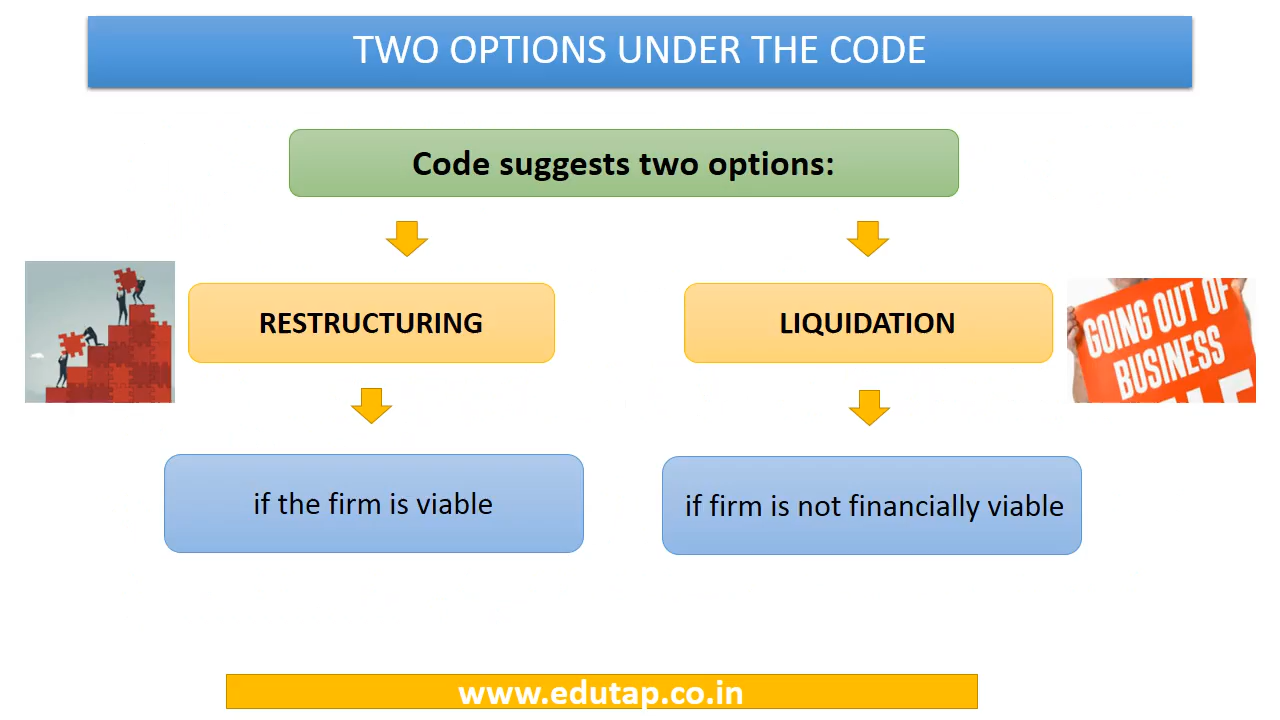 TWO OPTIONS UNDER THE CODE
Code suggests two options:
RESTRUCTURING
LIQUIDATION
GOING OUT OF
BUSINESS
if the firm is viable
if firm is not financially viable
www.edutap.co.in